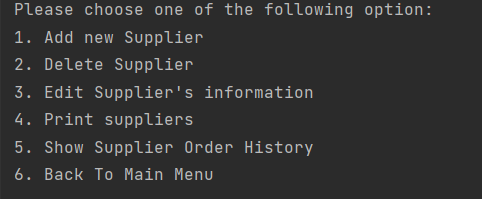 Please choose one of the following option:
1. Add new Supplier
2. Delete Supplier
3. Edit Supplier's information
4. Print suppliers
5. Show Supplier Order History
6. Back To Main Menu